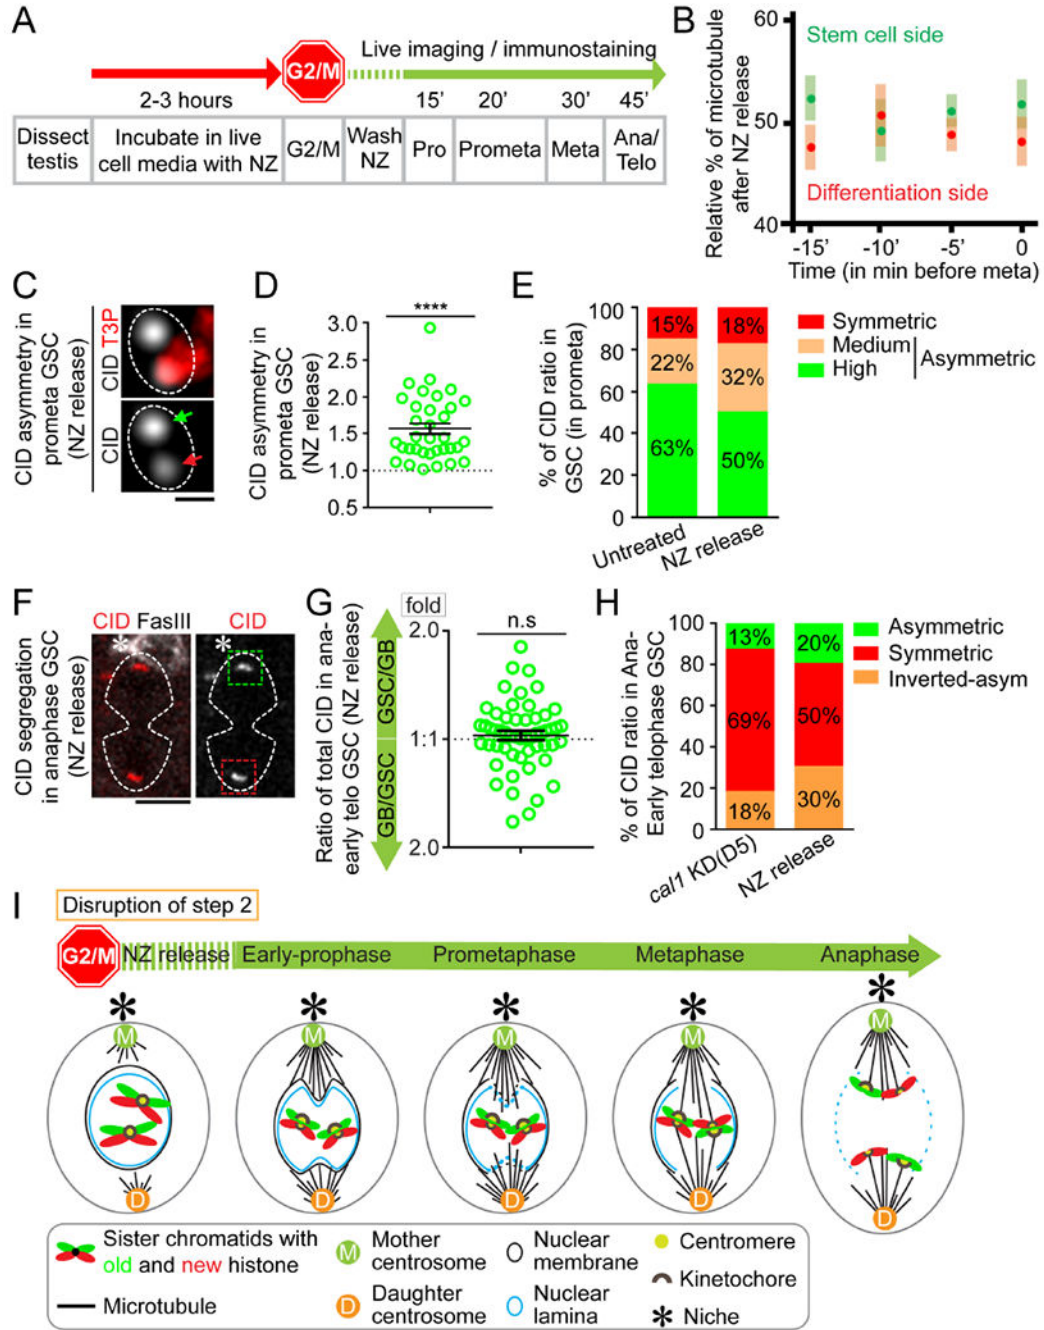 A
Live imaging / immunostaining
G2/M
2-3 hours
15' 20' 30' 45'
Dissect testis
Incubate in live cell media with NZ
G2/M
Wash NZ
Pro
Prometa
Meta
Ana/ Telo
B
Relative % of microtubule after NZ release
60
50
40
Stem cell side
Differentiation side
-15' -10' -5' 0
Time (in min before meta)
C
CID asymmetry in prometa GSC (NZ release)
CID T3P
CID
D
CID asymmetry in prometa GSC (NZ release)
****
3.0
2.0
1.5
1.0
0.5
E
% of CID ratio in GSC (in prometa)
100
80
60
40
20
0
15%
22%
63%
18%
32%
50%
Untreated
NZ release
Symmetric
Medium
High
Asymmetric
F
CID segregation in anaphase GSC (NZ release)
CID FasIII
CID
*
*
G
Ratio of total CID in ana-early telo GSC (NZ release)
fold
GSC/GB
GB/GSC
n.s
2.0
1:1
2.0
H
% of CID ratio in Ana-Early telophase GSC
100
80
60
40
20
0
13%
69%
18%
20%
50%
30%
cal1 KD(D5)
NZ release
Asymmetric
Symmetric
Inverted-asym
I
Disruption of step 2
G2/M
NZ release Early-prophase Prometaphase Metaphase Anaphase
* * * * *
M M M M M
D D D D D
Sister chromatids with old and new histone
Microtubule
M Mother centrosome
D Daughter centrosome
Nuclear membrane
Nuclear lamina
Centromere
Kinetochore
* Niche